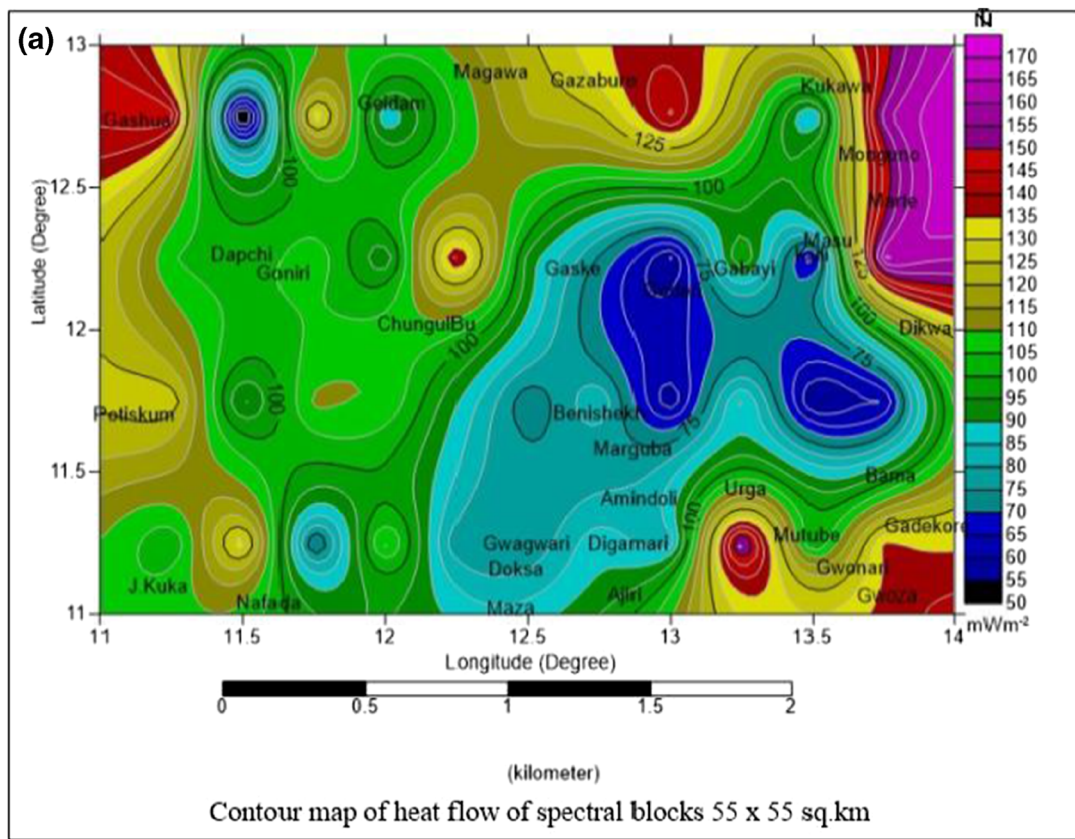 (a)
13
12.5
12
11.5
11
Latitude (Degree)
Magawa
Gazabure
Kukawa
Geidam
Gashua
125
Monguno
100
100
Marte
Dapchi
Goniri
Gaske
75
Gabayi
Masu
125
ChungulBu
100
100
Dikwa
75
100
Potiskum
Benishekh
75
Marguba
Bama
Amindoli
Urga
100
Gadekore
Mutube
Gwagwari
Digamari
Doksa
Gwonari
J.Kuka
Nafada
Maza
Ajiri
Gwoza
11
11.5
12
12.5
13
13.5
14
Longitude (Degree)
170
165
160
155
150
145
140
135
130
125
120
115
110
105
100
95
90
85
80
75
70
65
60
55
50
mWm⁻²
0
0.5
1
1.5
2
(kilometer)
Contour map of heat flow of spectral blocks 55 x 55 sq.km